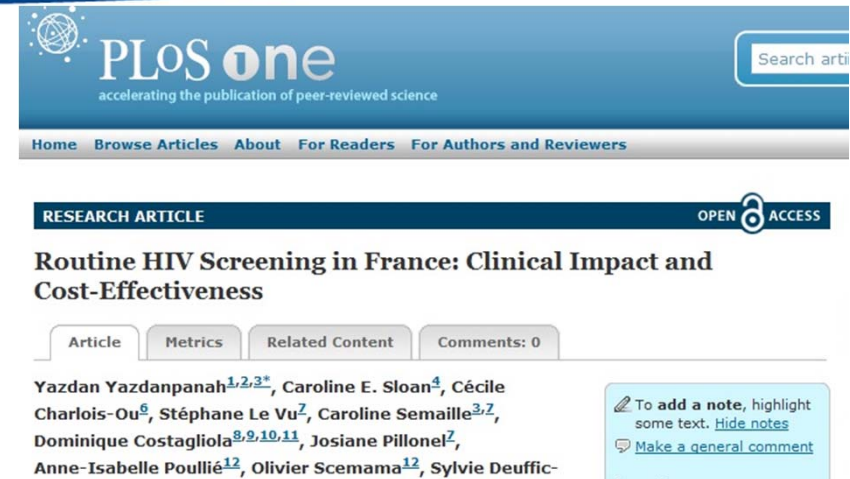 PLoS one
accelerating the publication of peer-reviewed science
Search arti
Home Browse Articles About For Readers For Authors and Reviewers
RESEARCH ARTICLE
OPEN ACCESS
Routine HIV Screening in France: Clinical Impact and
Cost-Effectiveness
Article Metrics Related Content Comments: 0
Yazdan Yazdanpanah1,2,3*, Caroline E. Sloan4, Cécile
Charlois-Ou6, Stéphane Le Vu7, Caroline Semaille3,7,
Dominique Costagliola8,9,10,11, Josiane Pillonel7,
Anne-Isabelle Poullié12, Olivier Scemama12, Sylvie Deuffic-
To add a note, highlight
some text. Hide notes
Make a general comment